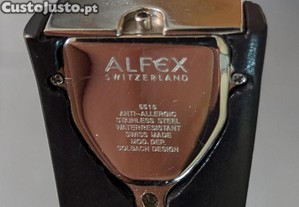 CustoJusto.pt
ALFEX
SWITZERLAND
5515
ANTI-ALLERGIC
STAINLESS STEEL
WATERRESISTANT
SWISS MADE
MOD. DEP.
SOLBACH DESIGN